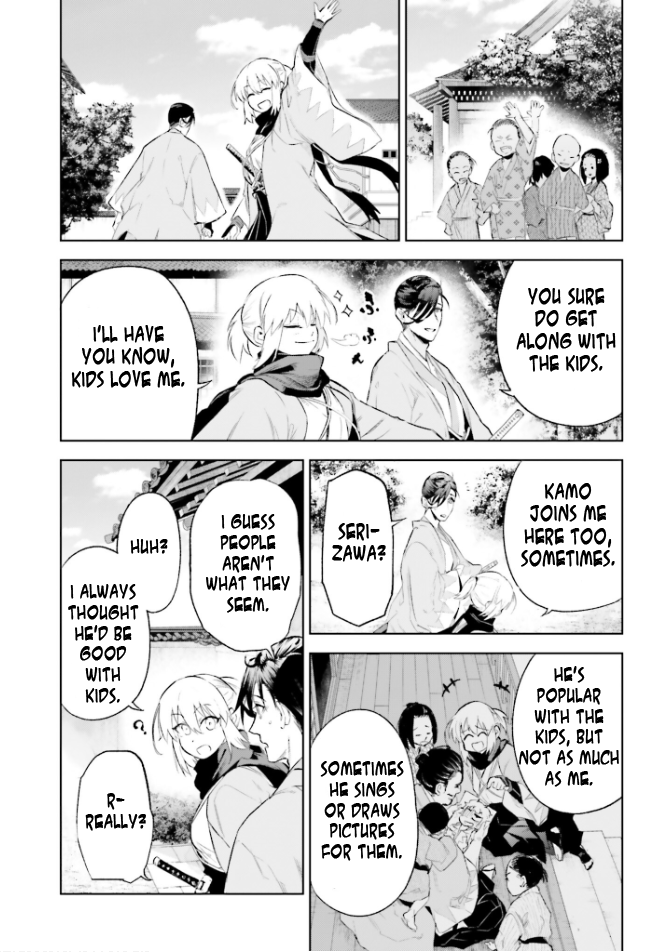 YOU SURE
DO GET
ALONG WITH
THE KIDS.
ふ
ふ
I'LL HAVE
YOU KNOW,
KIDS LOVE ME.
KAMO
JOINS ME
HERE TOO,
SOMETIMES.
SERI-
ZAWA?
HE'S
POPULAR
WITH THE
KIDS, BUT
NOT AS MUCH
AS ME.
SOMETIMES
HE SINGS
OR DRAWS
PICTURES
FOR THEM.
I GUESS
PEOPLE
AREN'T
WHAT THEY
SEEM.
HUH?
I ALWAYS
THOUGHT
HE'D BE
GOOD
WITH
KIDS.
?
R-
REALLY?